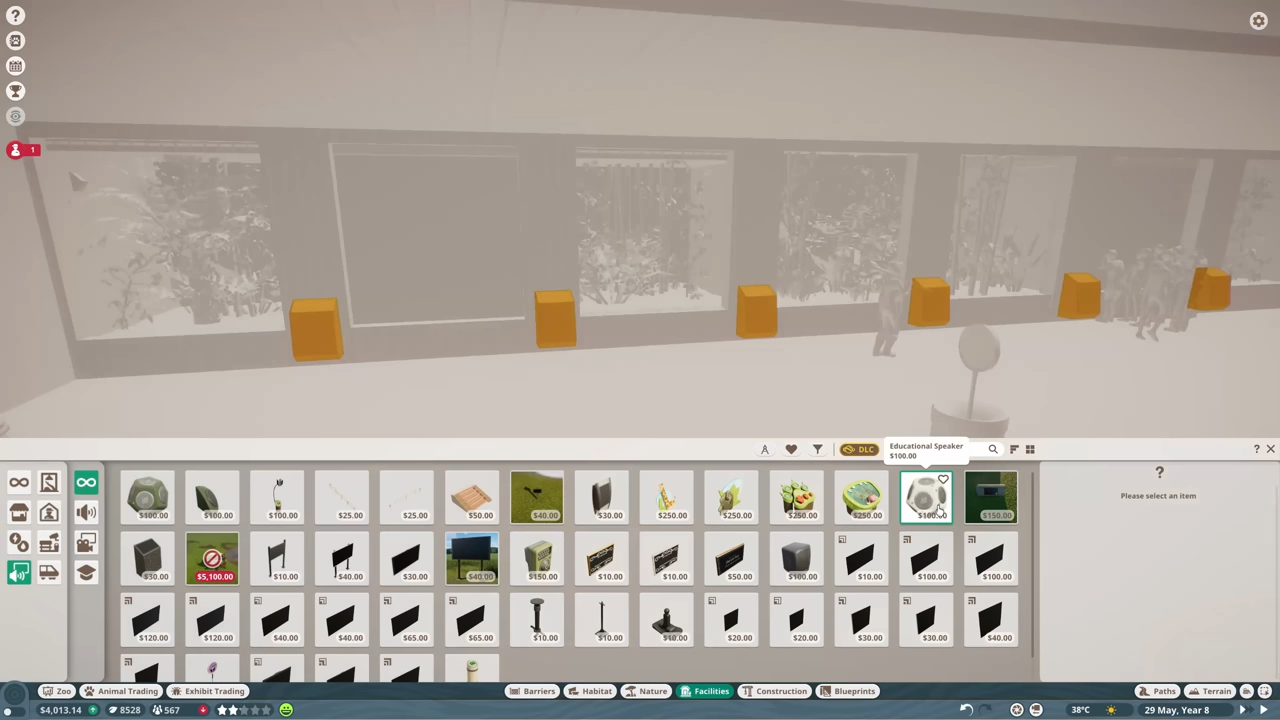 ?
1
DLC
Educational Speaker
$100.00
?
$100.00 $100.00 $100.00 $25.00 $25.00 $50.00 $40.00 $30.00 $250.00 $250.00 $250.00 $250.00 $100.00 $150.00
?
Please select an item
$30.00 $5,100.00 $10.00 $40.00 $30.00 $40.00 $150.00 $10.00 $10.00 $50.00 $100.00 $10.00 $100.00 $100.00
$120.00 $120.00 $40.00 $40.00 $65.00 $65.00 $10.00 $10.00 $10.00 $20.00 $20.00 $30.00 $30.00 $40.00
Zoo Animal Trading Exhibit Trading Barriers Habitat Nature Facilities Construction Blueprints Paths Terrain
$4,013.14 8528 567 38°C 29 May, Year 8